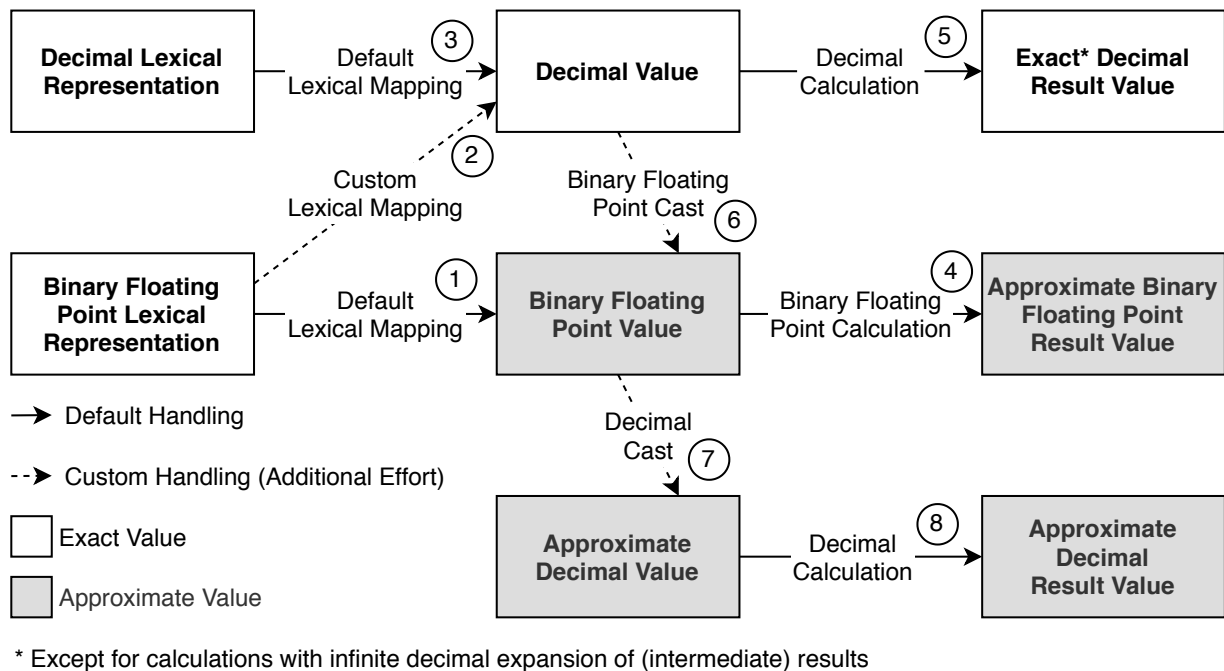 Decimal Lexical
Representation
Default
Lexical Mapping
3
Decimal Value
Decimal
Calculation
5
Exact* Decimal
Result Value
Custom
Lexical Mapping
2
Binary Floating
Point Cast
6
Binary Floating
Point Lexical
Representation
Default
Lexical Mapping
1
Binary Floating
Point Value
Binary Floating
Point Calculation
4
Approximate Binary
Floating Point
Result Value
Default Handling
Decimal
Cast
7
Custom Handling (Additional Effort)
Exact Value
Approximate Value
Approximate
Decimal Value
Decimal
Calculation
8
Approximate
Decimal
Result Value
* Except for calculations with infinite decimal expansion of (intermediate) results